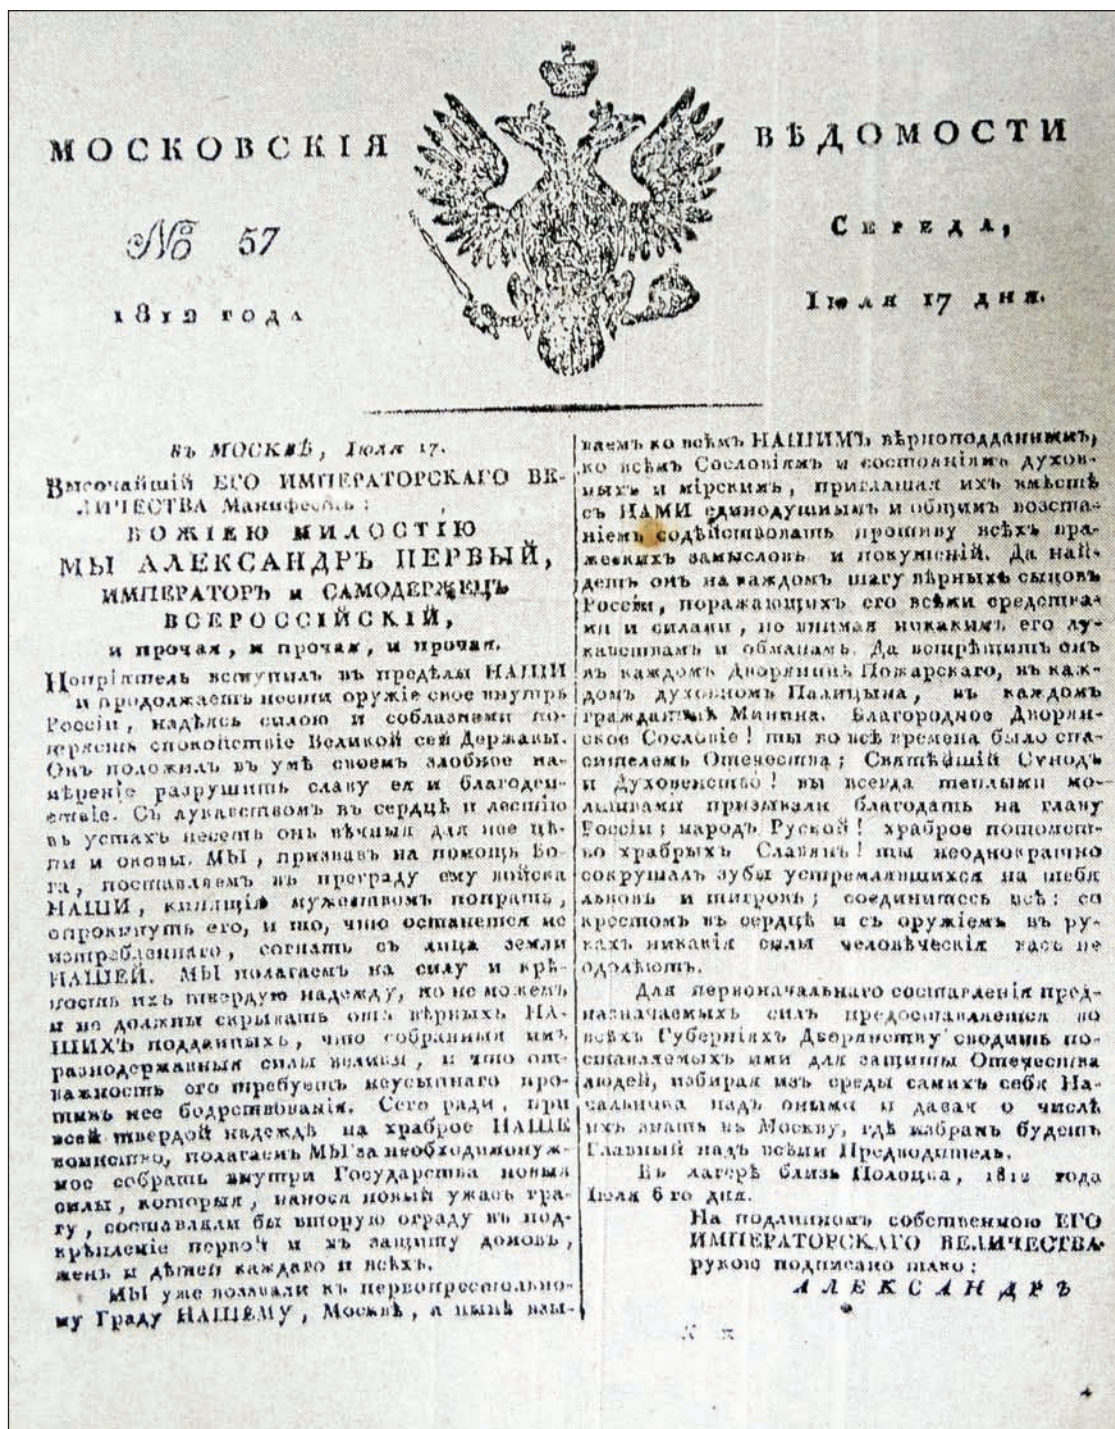 МОСКОВСКІЯ
ВѢДОМОСТИ
№ 57
СЕРЕДА,
1812 года
Іюля 17 дня.
въ МОСКВѢ, Іюля 17.
Высочайшій ЕГО ИМПЕРАТОРСКАГО ВЕ-
ЛИЧЕСТВА Манифестъ:
БОЖІЕЮ МИЛОСТІЮ
МЫ АЛЕКСАНДРЪ ПЕРВЫЙ,
ИМПЕРАТОРЪ и САМОДЕРЖЕЦЪ
ВСЕРОССІЙСКІЙ,
и прочая, и прочая, и прочая.
Непріятель вступилъ въ предѣлы НАШИ
и продолжаетъ нести оружіе свое внутрь
Россіи, надѣясь силою и соблазнами по-
трясть спокойствіе Великой сей Державы.
Онъ положилъ въ умѣ своемъ злобное на-
мѣреніе разрушить славу ея и благоден-
ствіе. Съ лукавствомъ въ сердцѣ и лестію
въ устахъ несетъ онъ вѣчныя для нее цѣ-
пи и оковы. МЫ, призвавъ на помощь Бо-
га, поставляемъ въ преграду ему войска
НАШИ, кипящія мужествомъ попрать,
опрокинуть его, и то, что останется не
истребленнаго, согнать съ лица земли
НАШЕЙ. МЫ полагаемъ на силу и крѣ-
пость ихъ твердую надежду, но не можемъ
и не должны скрывать отъ вѣрныхъ НА-
ШИХЪ подданныхъ, что собранныя имъ
разнодержавныя силы велики, и что от-
важность его требуетъ неусыпнаго про-
тивъ нее бодрствованія. Сего ради, при
всей твердой надеждѣ на храброе НАШЕ
воинство, полагаемъ МЫ за необходимонуж-
ное собрать внутри Государства новыя
силы, которыя, нанося новый ужасъ вра-
гу, составляли бы вторую ограду въ под-
крѣпленіе первой и въ защиту домовъ,
женъ и дѣтей каждаго и всѣхъ.
МЫ уже воззвали къ первопрестольно-
му Граду НАШЕМУ, Москвѣ, а нынѣ взы-
ваемъ ко всѣмъ НАШИМЪ вѣрноподданнымъ,
ко всѣмъ Сословіямъ и состояніямъ духов-
нымъ и мірскимъ, приглашая ихъ вмѣстѣ
съ НАМИ единодушнымъ и общимъ возста-
ніемъ содѣйствовать противу всѣхъ вра-
жескихъ замысловъ и покушеній. Да най-
детъ онъ на каждомъ шагу вѣрныхъ сыновъ
Россіи, поражающихъ его всѣми средства-
ми и силами, не внимая никакимъ его лу-
кавствамъ и обманамъ. Да встрѣтитъ онъ
въ каждомъ Дворянинѣ Пожарскаго, въ каж-
домъ духовномъ Палицына, въ каждомъ
гражданинѣ Минина. Благородное Дворян-
ское Сословіе! ты во всѣ времена было спа-
сителемъ Отечества; Святѣйшій Сѵнодъ
и Духовенство! вы всегда теплыми мо-
литвами призывали благодать на главу
Россіи; народъ Руской! храброе потомст-
во храбрыхъ Славянъ! ты неоднократно
сокрушалъ зубы устремлявшихся на тебя
львовъ и тигровъ; соединитесь всѣ: со
крестомъ въ сердцѣ и съ оружіемъ въ ру-
кахъ никакія силы человѣческія васъ не
одолѣютъ.
Для первоначальнаго составленія пред-
назначаемыхъ силъ предоставляется во
всѣхъ Губерніяхъ Дворянству сводить по-
ставляемыхъ ими для защиты Отечества
людей, избирая изъ среды самихъ себя На-
чальника надъ оными и давая о числѣ
ихъ знать въ Москву, гдѣ избранъ будетъ
Главный надъ всѣми Предводитель.
Въ лагерѣ близь Полоцка, 1812 года
Іюля 6 го дня.
На подлинномъ собственною ЕГО
ИМПЕРАТОРСКАГО ВЕЛИЧЕСТВА
рукою подписано тако:
АЛЕКСАНДРЪ